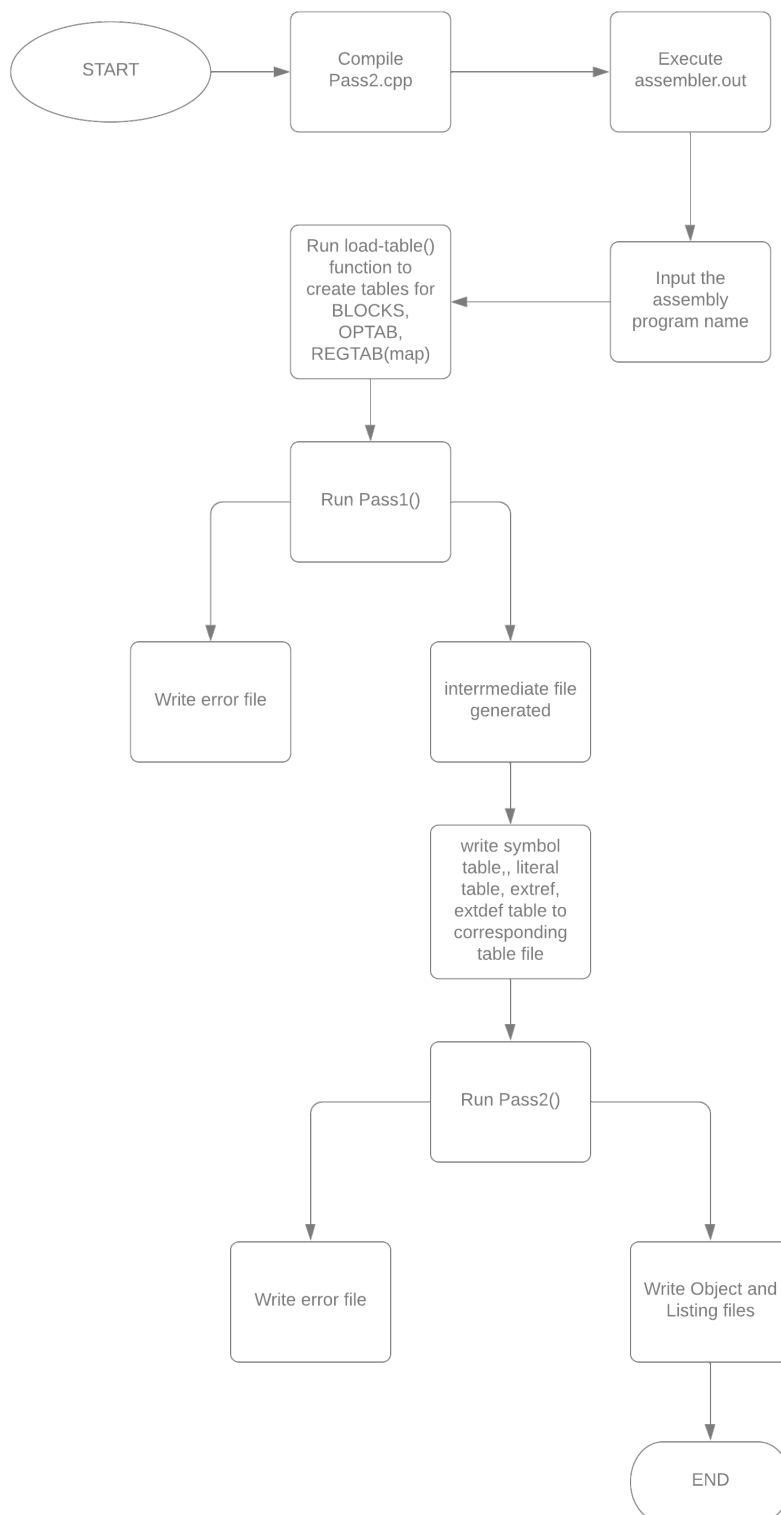 START
Compile
Pass2.cpp
Execute
assembler.out
Input the
assembly
program name
Run load-table()
function to
create tables for
BLOCKS,
OPTAB,
REGTAB(map)
Run Pass1()
Write error file
interrmediate file
generated
write symbol
table,, literal
table, extref,
extdef table to
corresponding
table file
Run Pass2()
Write error file
Write Object and
Listing files
END